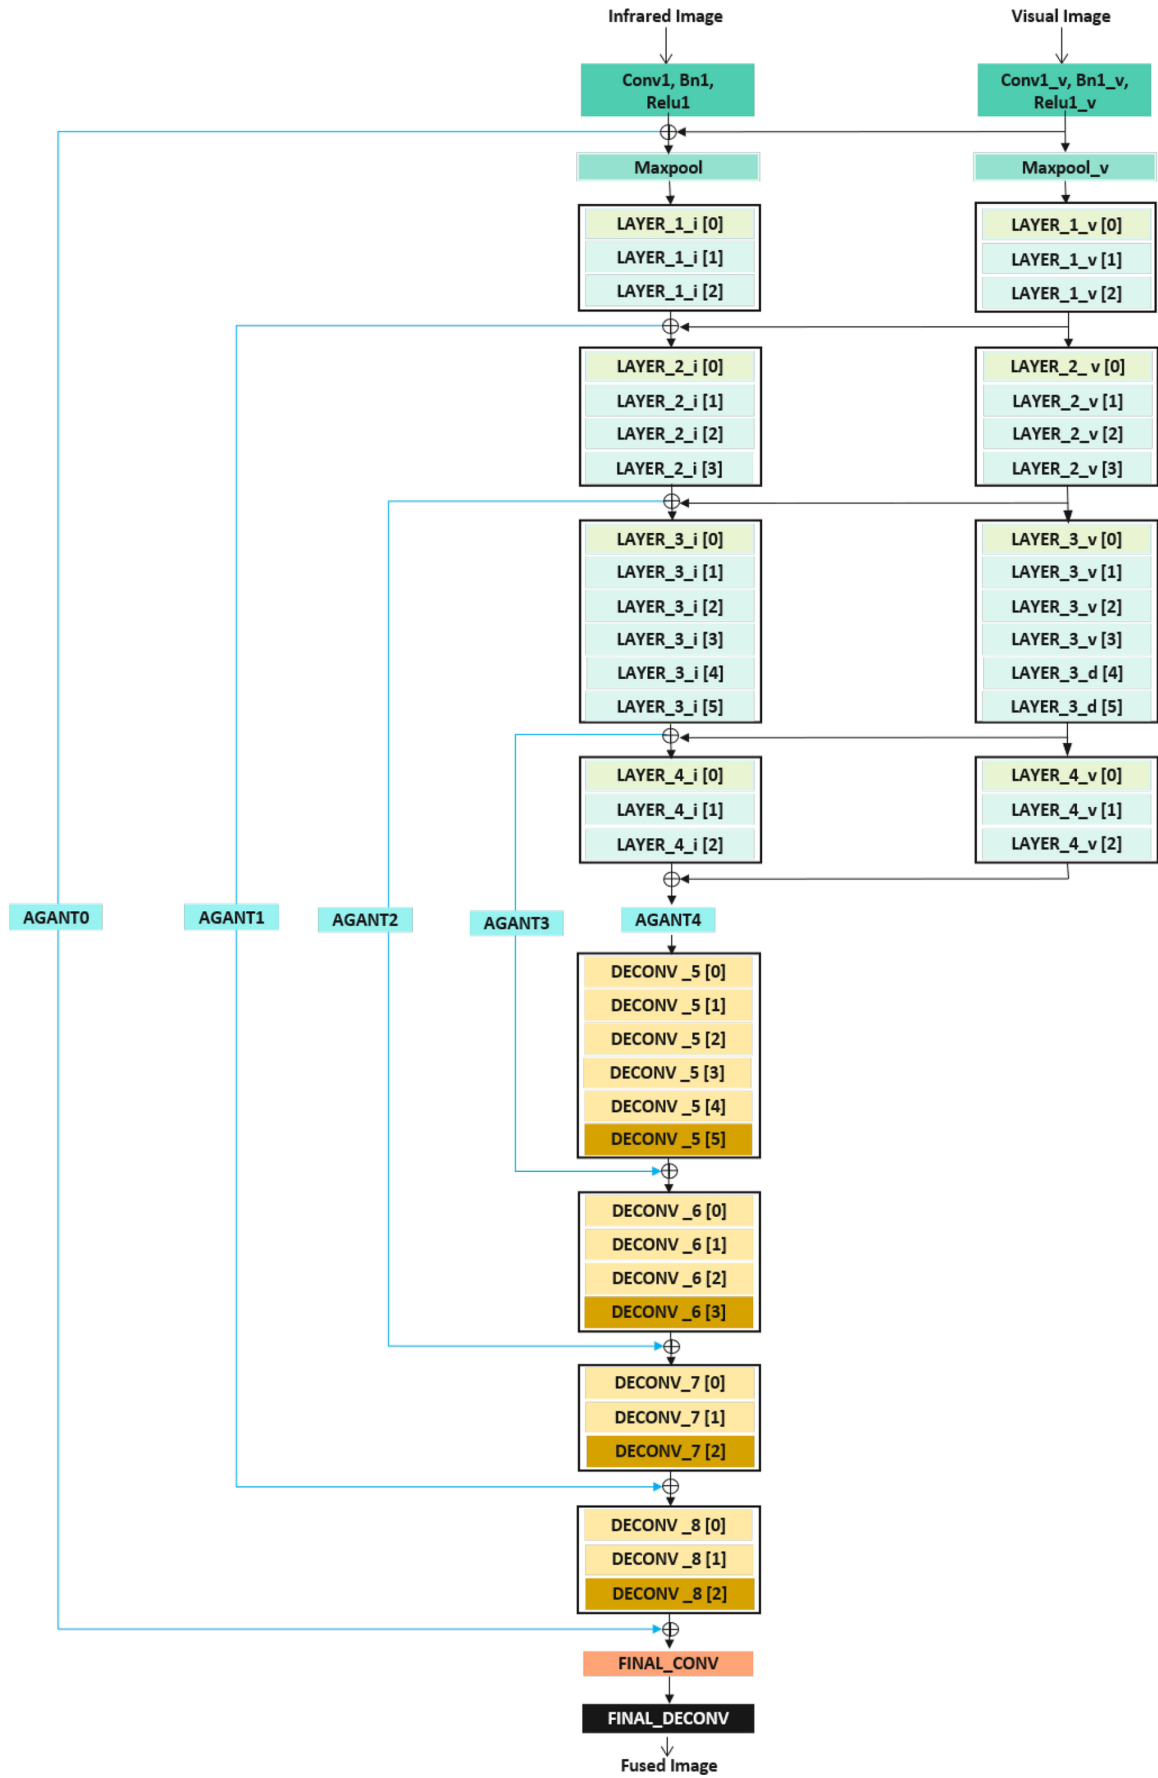 Infrared Image
Visual Image
Conv1, Bn1,
Relu1
Conv1_v, Bn1_v,
Relu1_v
Maxpool
Maxpool_v
LAYER_1_i [0]
LAYER_1_i [1]
LAYER_1_i [2]
LAYER_1_v [0]
LAYER_1_v [1]
LAYER_1_v [2]
LAYER_2_i [0]
LAYER_2_i [1]
LAYER_2_i [2]
LAYER_2_i [3]
LAYER_2_ v [0]
LAYER_2_v [1]
LAYER_2_v [2]
LAYER_2_v [3]
LAYER_3_i [0]
LAYER_3_i [1]
LAYER_3_i [2]
LAYER_3_i [3]
LAYER_3_i [4]
LAYER_3_i [5]
LAYER_3_v [0]
LAYER_3_v [1]
LAYER_3_v [2]
LAYER_3_v [3]
LAYER_3_d [4]
LAYER_3_d [5]
LAYER_4_i [0]
LAYER_4_i [1]
LAYER_4_i [2]
LAYER_4_v [0]
LAYER_4_v [1]
LAYER_4_v [2]
AGANT0
AGANT1
AGANT2
AGANT3
AGANT4
DECONV _5 [0]
DECONV _5 [1]
DECONV _5 [2]
DECONV _5 [3]
DECONV _5 [4]
DECONV _5 [5]
DECONV _6 [0]
DECONV _6 [1]
DECONV _6 [2]
DECONV _6 [3]
DECONV_7 [0]
DECONV_7 [1]
DECONV_7 [2]
DECONV _8 [0]
DECONV _8 [1]
DECONV _8 [2]
FINAL_CONV
FINAL_DECONV
Fused Image